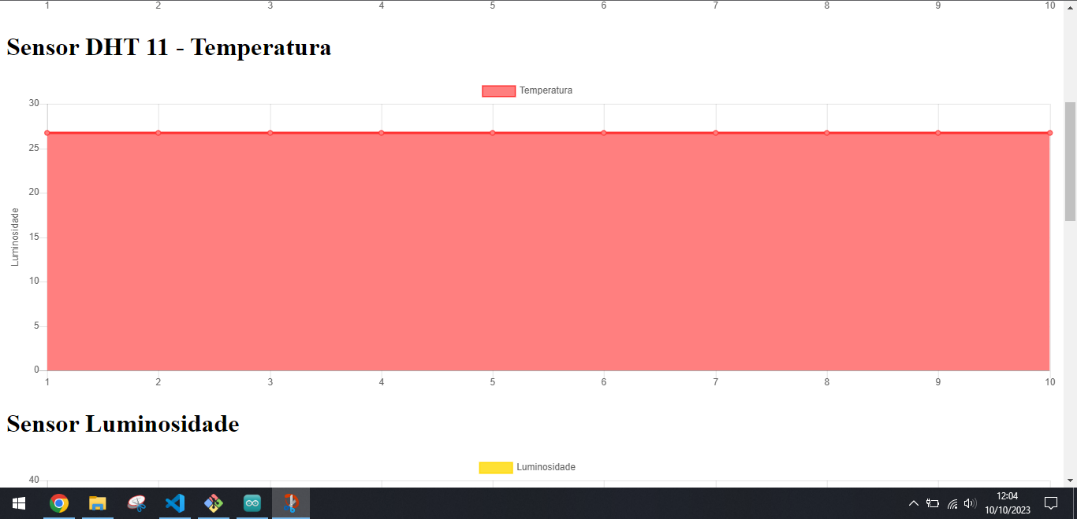 1 2 3 4 5 6 7 8 9 10
Sensor DHT 11 - Temperatura
Temperatura
30
25
20
15
10
5
0
Luminosidade
1 2 3 4 5 6 7 8 9 10
Sensor Luminosidade
Luminosidade
40
12:04
10/10/2023